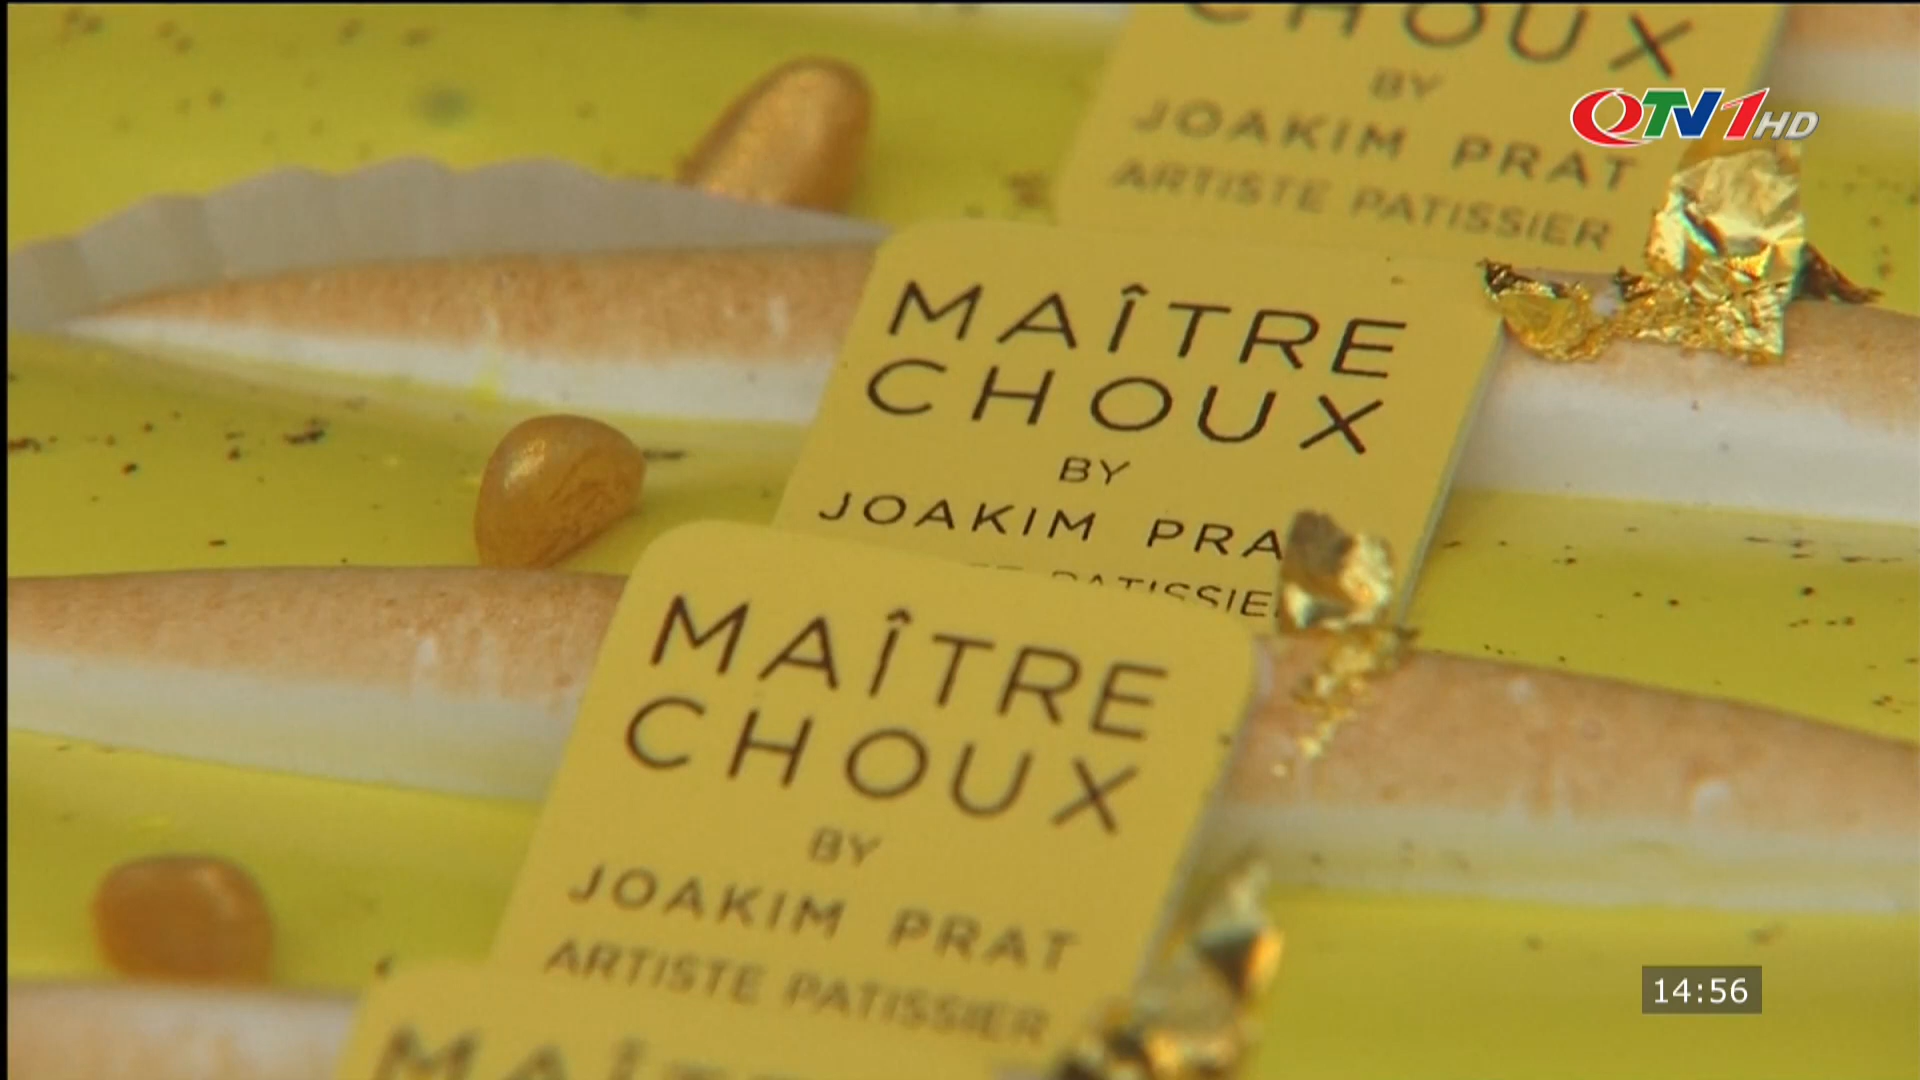 CHOUX
BY
JOAKIM PRAT
ARTISTE PATISSIER
QTV1HD
MAÎTRE
CHOUX
BY
JOAKIM PRA
PATISSIE
MAÎTRE
CHOUX
BY
JOAKIM PRAT
ARTISTE PATISSIER
14:56